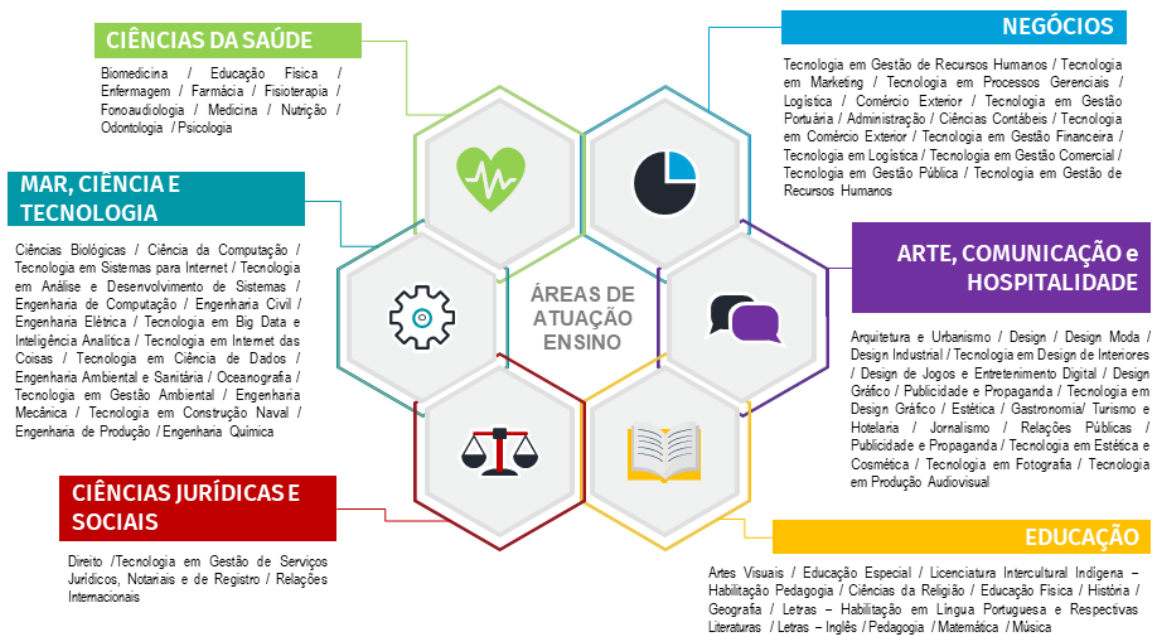 CIÊNCIAS DA SAÚDE
Biomedicina / Educação Física /
Enfermagem / Farmácia / Fisioterapia /
Fonoaudiologia / Medicina / Nutrição /
Odontologia / Psicologia
NEGÓCIOS
Tecnologia em Gestão de Recursos Humanos / Tecnologia
em Marketing / Tecnologia em Processos Gerenciais /
Logística / Comércio Exterior / Tecnologia em Gestão
Portuária / Administração / Ciências Contábeis / Tecnologia
em Comércio Exterior / Tecnologia em Gestão Financeira /
Tecnologia em Logística / Tecnologia em Gestão Comercial /
Tecnologia em Gestão Pública / Tecnologia em Gestão de
Recursos Humanos
MAR, CIÊNCIA E
TECNOLOGIA
Ciências Biológicas / Ciência da Computação /
Tecnologia em Sistemas para Internet / Tecnologia
em Análise e Desenvolvimento de Sistemas /
Engenharia de Computação / Engenharia Civil /
Engenharia Elétrica / Tecnologia em Big Data e
Inteligência Analítica / Tecnologia em Internet das
Coisas / Tecnologia em Ciência de Dados /
Engenharia Ambiental e Sanitária / Oceanografia /
Tecnologia em Gestão Ambiental / Engenharia
Mecânica / Tecnologia em Construção Naval /
Engenharia de Produção / Engenharia Química
ÁREAS DE
ATUAÇÃO
ENSINO
ARTE, COMUNICAÇÃO e
HOSPITALIDADE
Arquitetura e Urbanismo / Design / Design Moda /
Design Industrial / Tecnologia em Design de Interiores
/ Design de Jogos e Entretenimento Digital / Design
Gráfico / Publicidade e Propaganda / Tecnologia em
Design Gráfico / Estética / Gastronomia/ Turismo e
Hotelaria / Jornalismo / Relações Públicas /
Publicidade e Propaganda / Tecnologia em Estética e
Cosmética / Tecnologia em Fotografia / Tecnologia
em Produção Audiovisual
CIÊNCIAS JURÍDICAS E
SOCIAIS
Direito /Tecnologia em Gestão de Serviços
Jurídicos, Notariais e de Registro / Relações
Internacionais
EDUCAÇÃO
Artes Visuais / Educação Especial / Licenciatura Intercultural Indígena –
Habilitação Pedagogia / Ciências da Religião / Educação Física / História /
Geografia / Letras – Habilitação em Língua Portuguesa e Respectivas
Literaturas / Letras – Inglês / Pedagogia / Matemática / Música